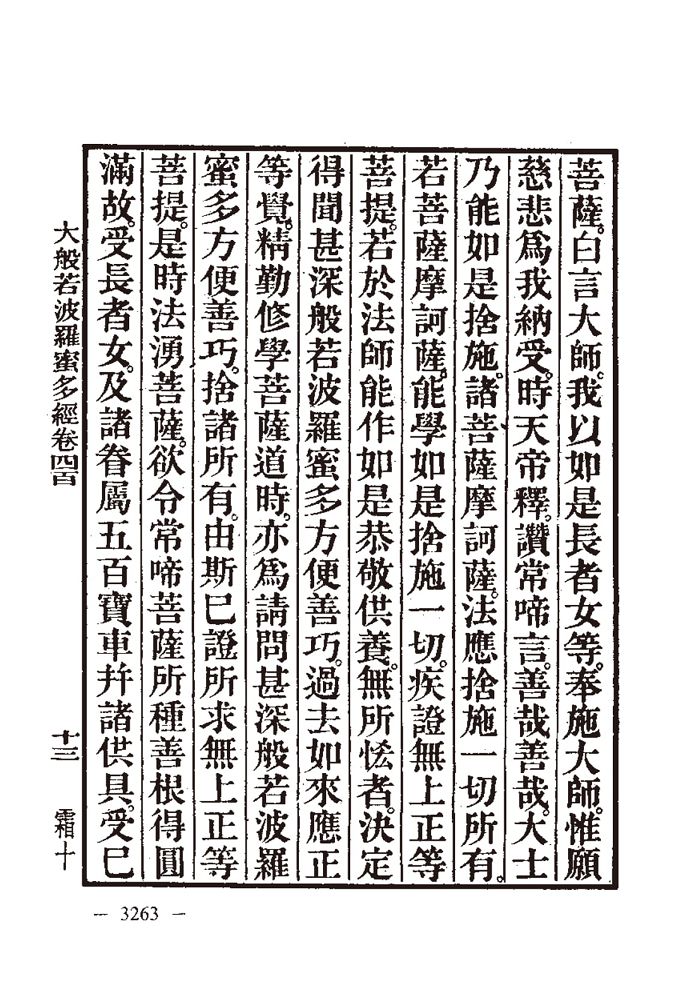 菩薩。白言大師。我以如是長者女等。奉施大師。惟願
慈悲爲我納受。時天帝釋。讚常啼言。善哉善哉。大士
乃能如是捨施。諸菩薩摩訶薩。法應捨施一切所有。
若菩薩摩訶薩。能學如是捨施一切。疾證無上正等
菩提。若於法師能作如是恭敬供養。無所恡者。決定
得聞甚深般若波羅蜜多方便善巧。過去如來應正
等覺。精勤修學菩薩道時。亦爲請問甚深般若波羅
蜜多方便善巧。捨諸所有。由斯巳證所求無上正等
菩提。是時法湧菩薩。欲令常啼菩薩所種善根得圓
滿故。受長者女。及諸眷屬五百寶車幷諸供具。受巳
大般若波羅蜜多經卷四百
十三
霜十
— 3263 —